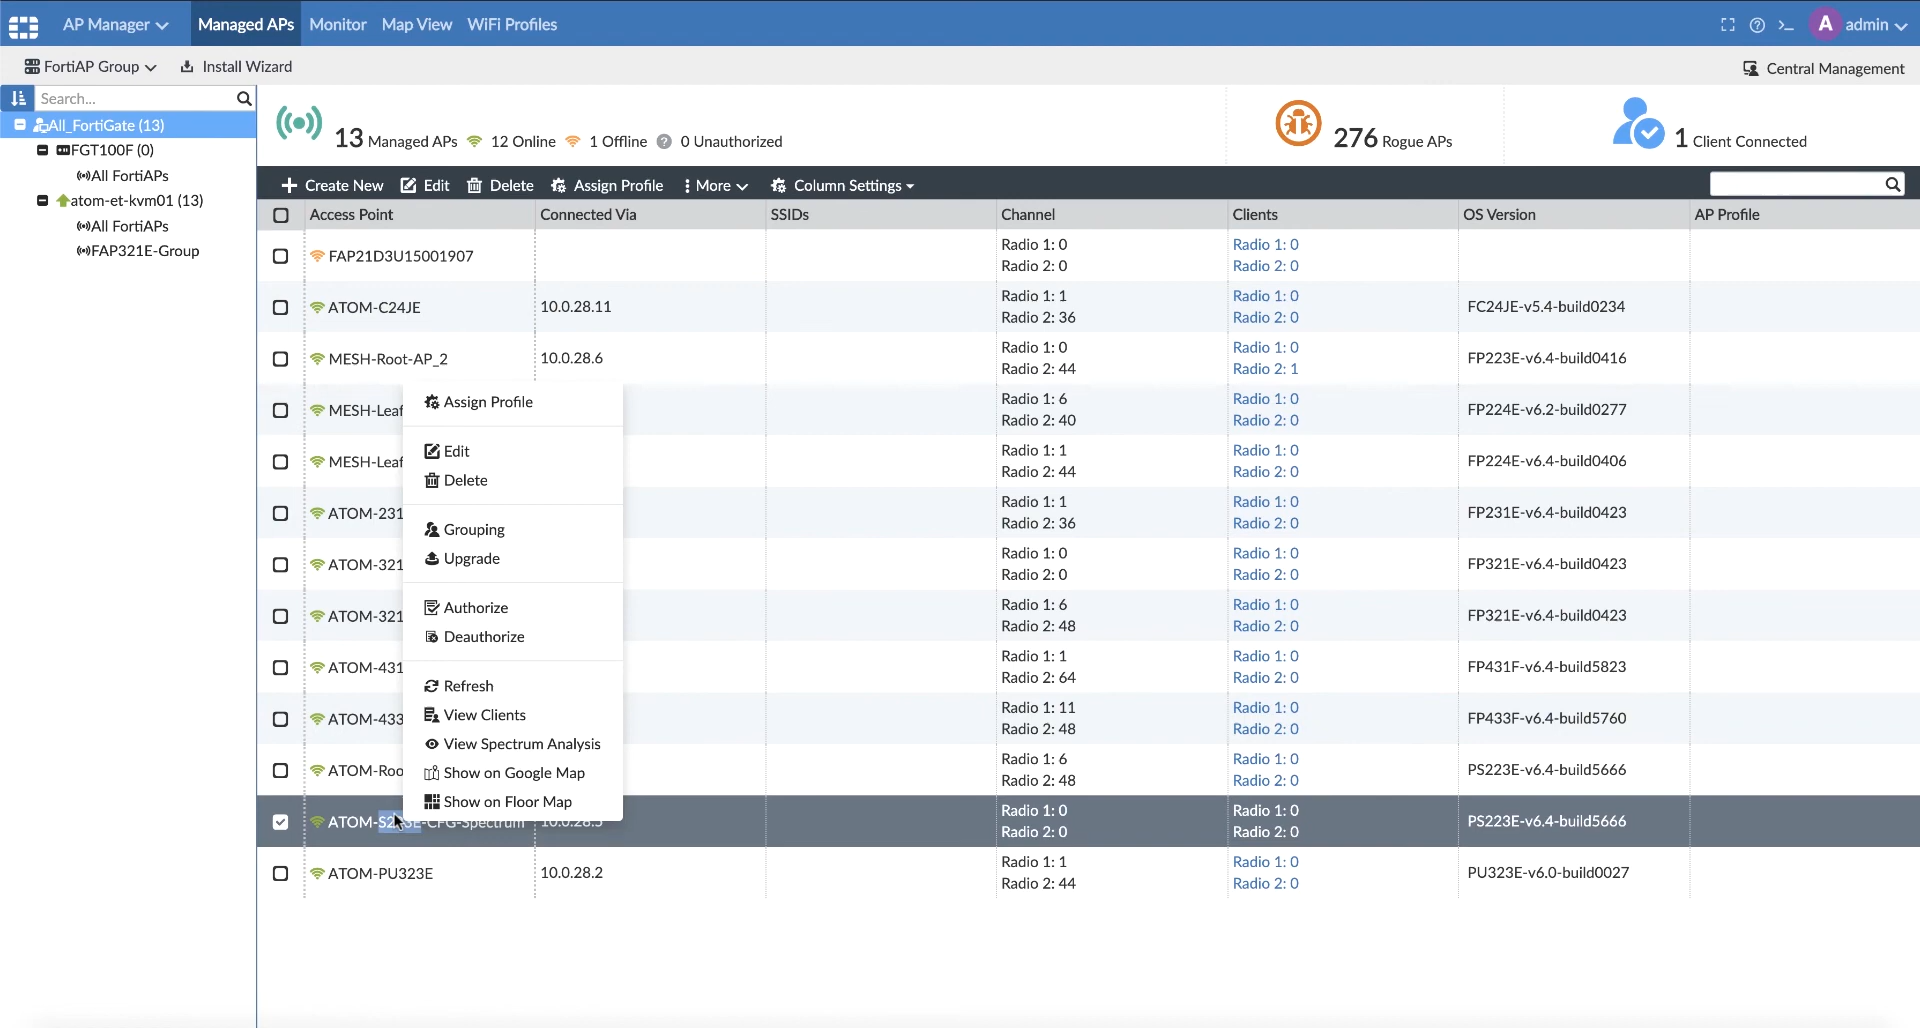 AP Manager
Managed APs
Monitor
Map View
WiFi Profiles
A admin
FortiAP Group
Install Wizard
Central Management
Search...
All_FortiGate (13)
FGT100F (0)
All FortiAPs
atom-et-kvm01 (13)
All FortiAPs
FAP321E-Group
13 Managed APs 12 Online 1 Offline 0 Unauthorized
276 Rogue APs
1 Client Connected
Create New Edit Delete Assign Profile More Column Settings
Access Point Connected Via SSIDs Channel Clients OS Version AP Profile
FAP21D3U15001907
Radio 1: 0
Radio 2: 0
Radio 1: 0
Radio 2: 0
ATOM-C24JE
10.0.28.11
Radio 1: 1
Radio 2: 36
Radio 1: 0
Radio 2: 0
FC24JE-v5.4-build0234
MESH-Root-AP_2
10.0.28.6
Radio 1: 0
Radio 2: 44
Radio 1: 0
Radio 2: 1
FP223E-v6.4-build0416
MESH-Leaf
Radio 1: 6
Radio 2: 40
Radio 1: 0
Radio 2: 0
FP224E-v6.2-build0277
MESH-Leaf
Radio 1: 1
Radio 2: 44
Radio 1: 0
Radio 2: 0
FP224E-v6.4-build0406
ATOM-231
Radio 1: 1
Radio 2: 36
Radio 1: 0
Radio 2: 0
FP231E-v6.4-build0423
ATOM-321
Radio 1: 0
Radio 2: 0
Radio 1: 0
Radio 2: 0
FP321E-v6.4-build0423
ATOM-321
Radio 1: 6
Radio 2: 48
Radio 1: 0
Radio 2: 0
FP321E-v6.4-build0423
ATOM-431
Radio 1: 1
Radio 2: 64
Radio 1: 0
Radio 2: 0
FP431F-v6.4-build5823
ATOM-433
Radio 1: 11
Radio 2: 48
Radio 1: 0
Radio 2: 0
FP433F-v6.4-build5760
ATOM-Roo
Radio 1: 6
Radio 2: 48
Radio 1: 0
Radio 2: 0
PS223E-v6.4-build5666
Radio 1: 0
Radio 2: 0
Radio 1: 0
Radio 2: 0
PS223E-v6.4-build5666
ATOM-PU323E
10.0.28.2
Radio 1: 1
Radio 2: 44
Radio 1: 0
Radio 2: 0
PU323E-v6.0-build0027
Assign Profile
Edit
Delete
Grouping
Upgrade
Authorize
Deauthorize
Refresh
View Clients
View Spectrum Analysis
Show on Google Map
Show on Floor Map